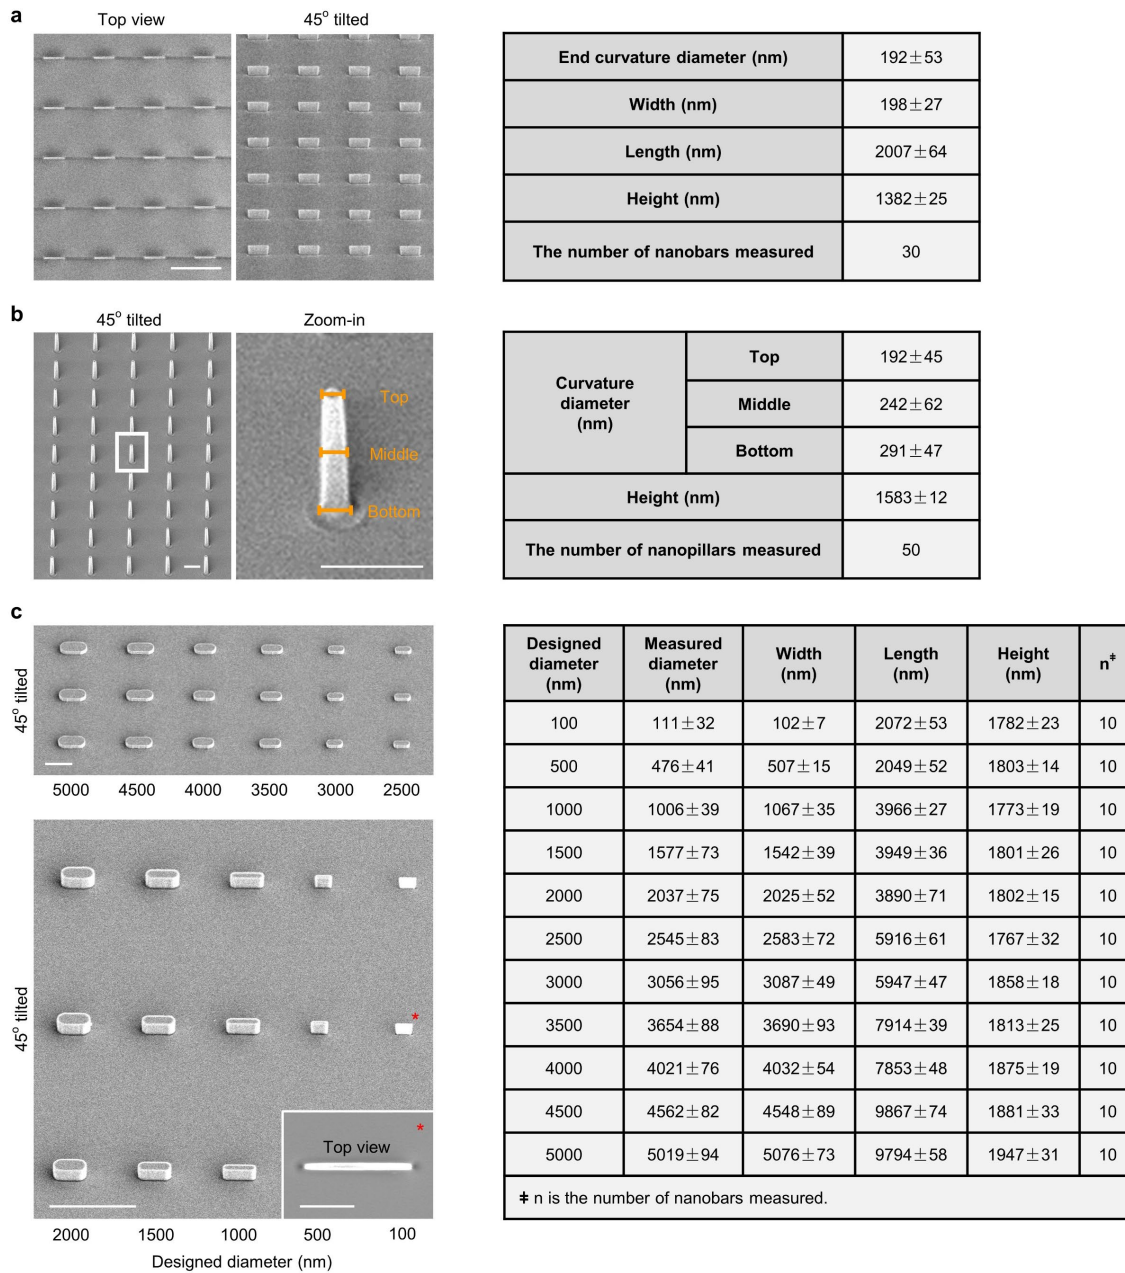 a
Top view
45° tilted
End curvature diameter (nm) 192±53
Width (nm) 198±27
Length (nm) 2007±64
Height (nm) 1382±25
The number of nanobars measured 30
b
45° tilted
Zoom-in
Top
Middle
Bottom
Curvature
diameter
(nm)
Top 192±45
Middle 242±62
Bottom 291±47
Height (nm) 1583±12
The number of nanopillars measured 50
c
45° tilted
5000 4500 4000 3500 3000 2500
45° tilted
*
*
Top view
2000 1500 1000 500 100
Designed diameter (nm)
Designed diameter (nm) Measured diameter (nm) Width (nm) Length (nm) Height (nm) n⧧
100 111±32 102±7 2072±53 1782±23 10
500 476±41 507±15 2049±52 1803±14 10
1000 1006±39 1067±35 3966±27 1773±19 10
1500 1577±73 1542±39 3949±36 1801±26 10
2000 2037±75 2025±52 3890±71 1802±15 10
2500 2545±83 2583±72 5916±61 1767±32 10
3000 3056±95 3087±49 5947±47 1858±18 10
3500 3654±88 3690±93 7914±39 1813±25 10
4000 4021±76 4032±54 7853±48 1875±19 10
4500 4562±82 4548±89 9867±74 1881±33 10
5000 5019±94 5076±73 9794±58 1947±31 10
⧧ n is the number of nanobars measured.